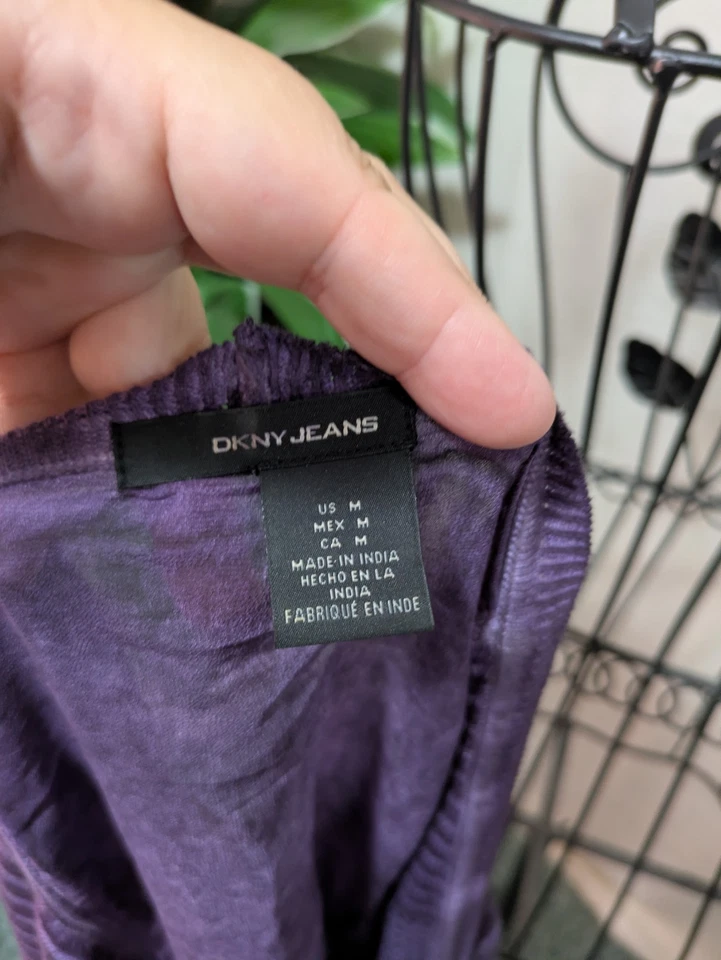 DKNY JEANS
US M
MEX M
CA M
MADE IN INDIA
HECHO EN LA
INDIA
FABRIQUÉ EN INDE